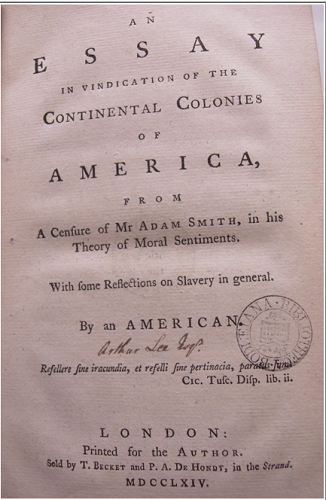 AN
ESSAY
IN VINDICATION OF THE
CONTINENTAL COLONIES
OF
AMERICA,
FROM
A Cenſure of Mr ADAM SMITH, in his
Theory of Moral Sentiments.
With ſome Reflections on Slavery in general.
By an AMERICAN.
Arthur Lee Esqr.
Refellere ſine iracundia, et refelli ſine pertinacia,
CIC. Tuſc. Diſp. lib. ii.
LONDON:
Printed for the AUTHOR.
Sold by T. BECKET and P. A. DE HONDT, in the Strand.
MDCCLXIV.